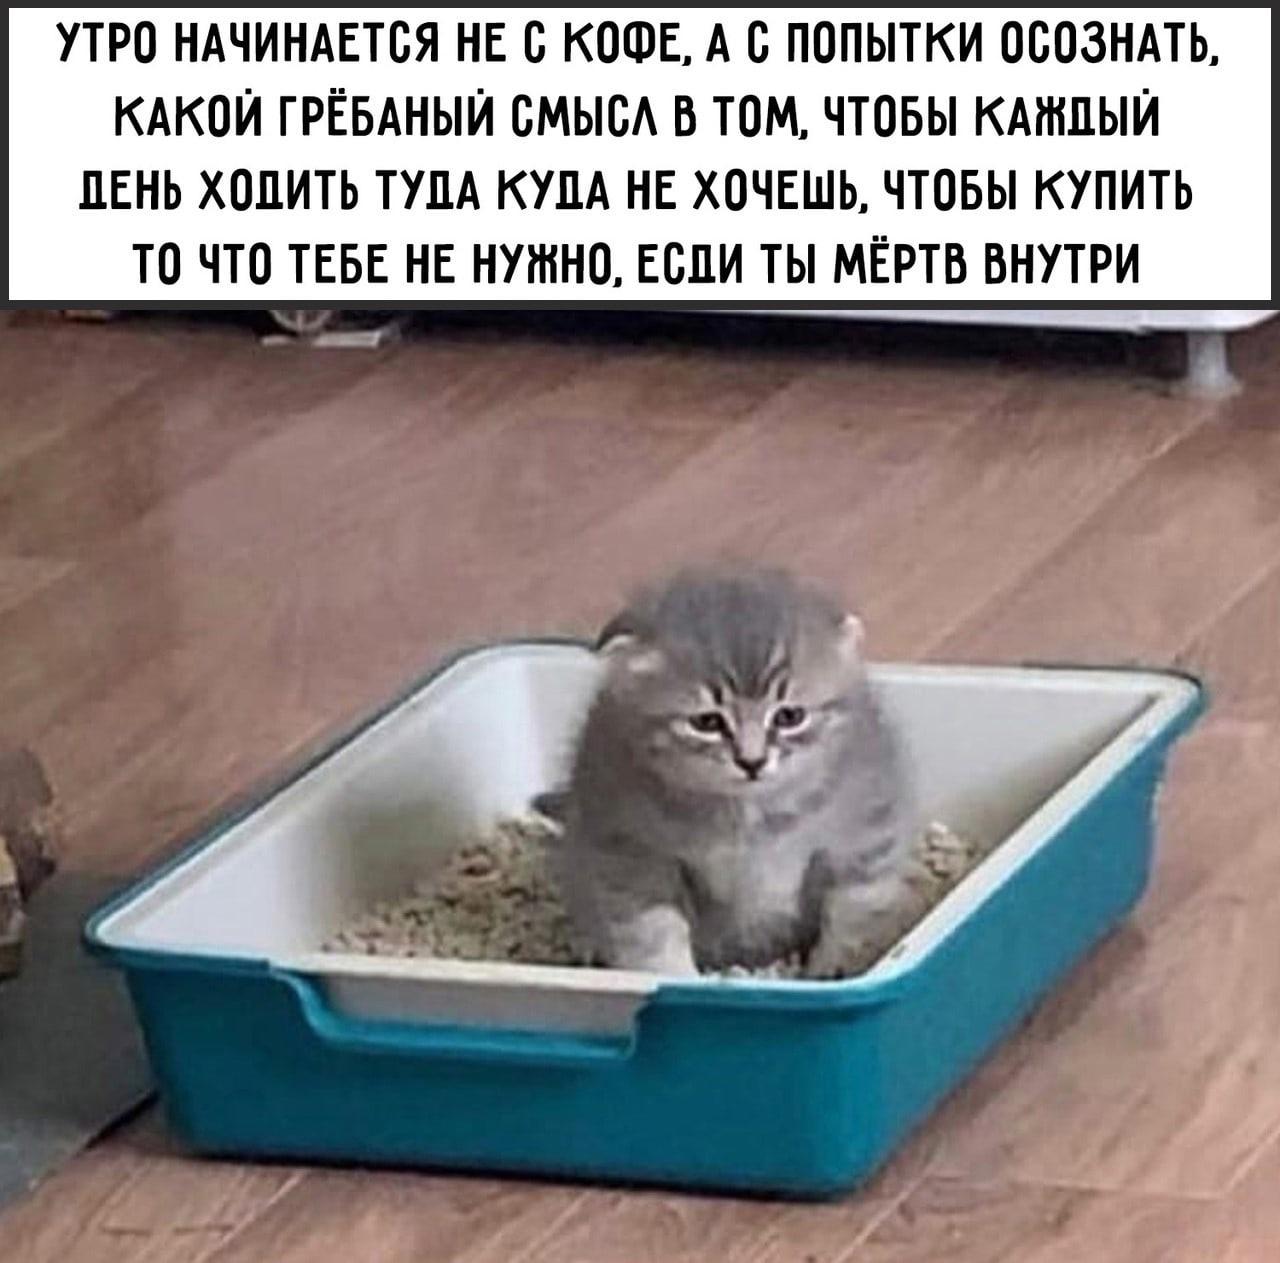 УТРО НАЧИНАЕТСЯ НЕ С КОФЕ, А С ПОПЫТКИ ОСОЗНАТЬ,
КАКОЙ ГРЁБАНЫЙ СМЫСЛ В ТОМ, ЧТОБЫ КАЖДЫЙ
ДЕНЬ ХОДИТЬ ТУДА КУДА НЕ ХОЧЕШЬ, ЧТОБЫ КУПИТЬ
ТО ЧТО ТЕБЕ НЕ НУЖНО, ЕСДИ ТЫ МЁРТВ ВНУТРИ